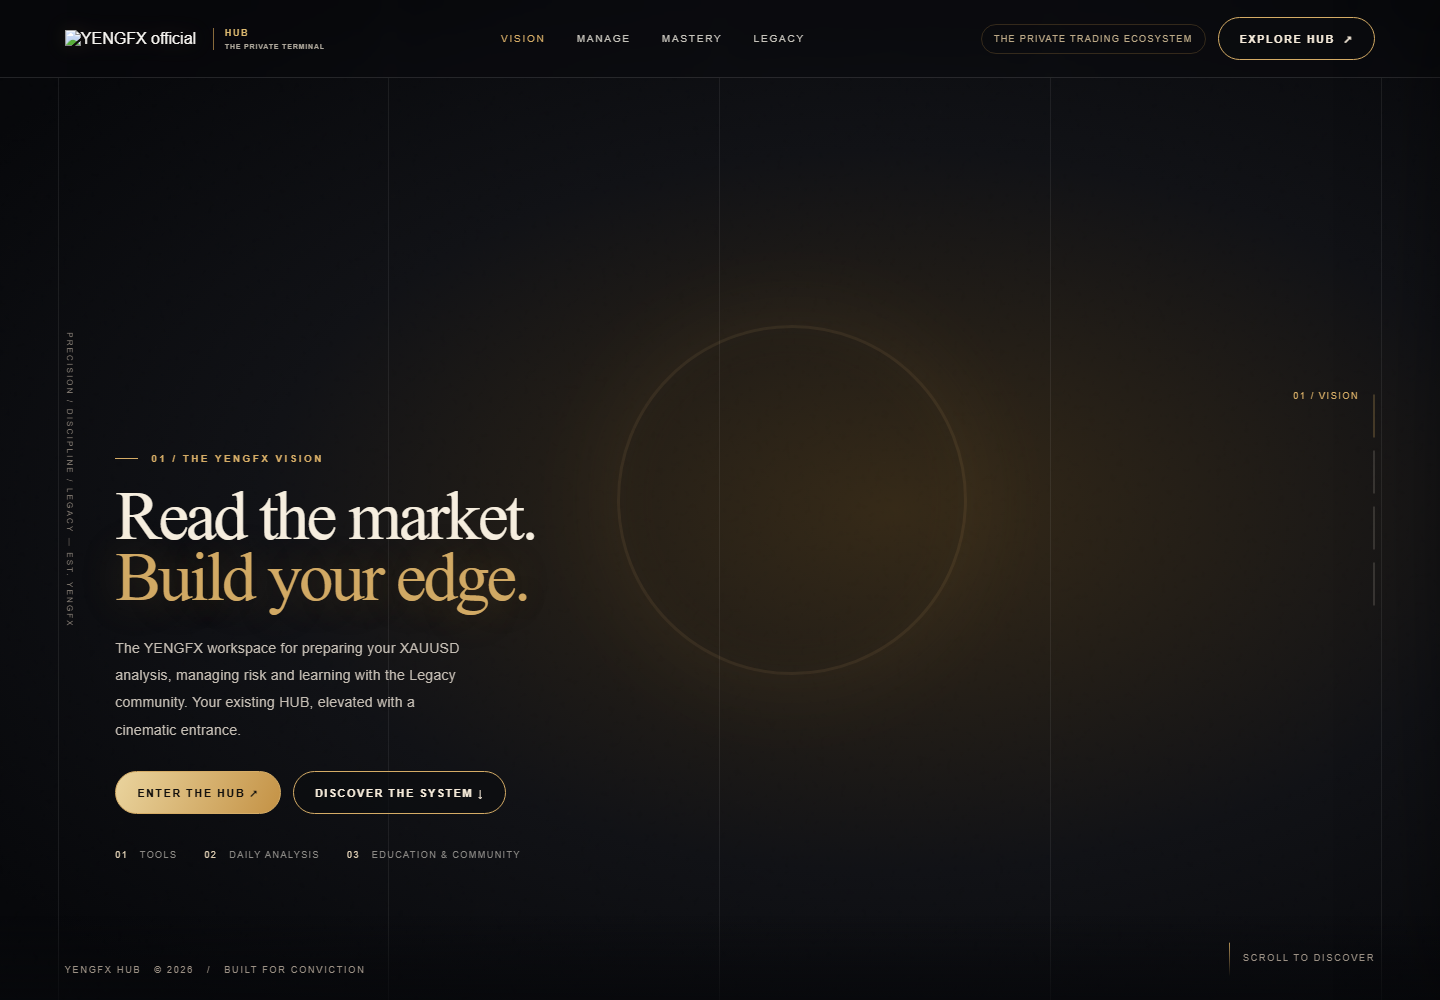 YENGFX official
HUB
THE PRIVATE TERMINAL
VISION MANAGE MASTERY LEGACY
THE PRIVATE TRADING ECOSYSTEM
EXPLORE HUB ↗
PRECISION / DISCIPLINE / LEGACY — EST. YENGFX
01 / VISION
01 / THE YENGFX VISION
Read the market.
Build your edge.
The YENGFX workspace for preparing your XAUUSD
analysis, managing risk and learning with the Legacy
community. Your existing HUB, elevated with a
cinematic entrance.
ENTER THE HUB ↗
DISCOVER THE SYSTEM ↓
01 TOOLS 02 DAILY ANALYSIS 03 EDUCATION & COMMUNITY
YENGFX HUB © 2026 / BUILT FOR CONVICTION
SCROLL TO DISCOVER